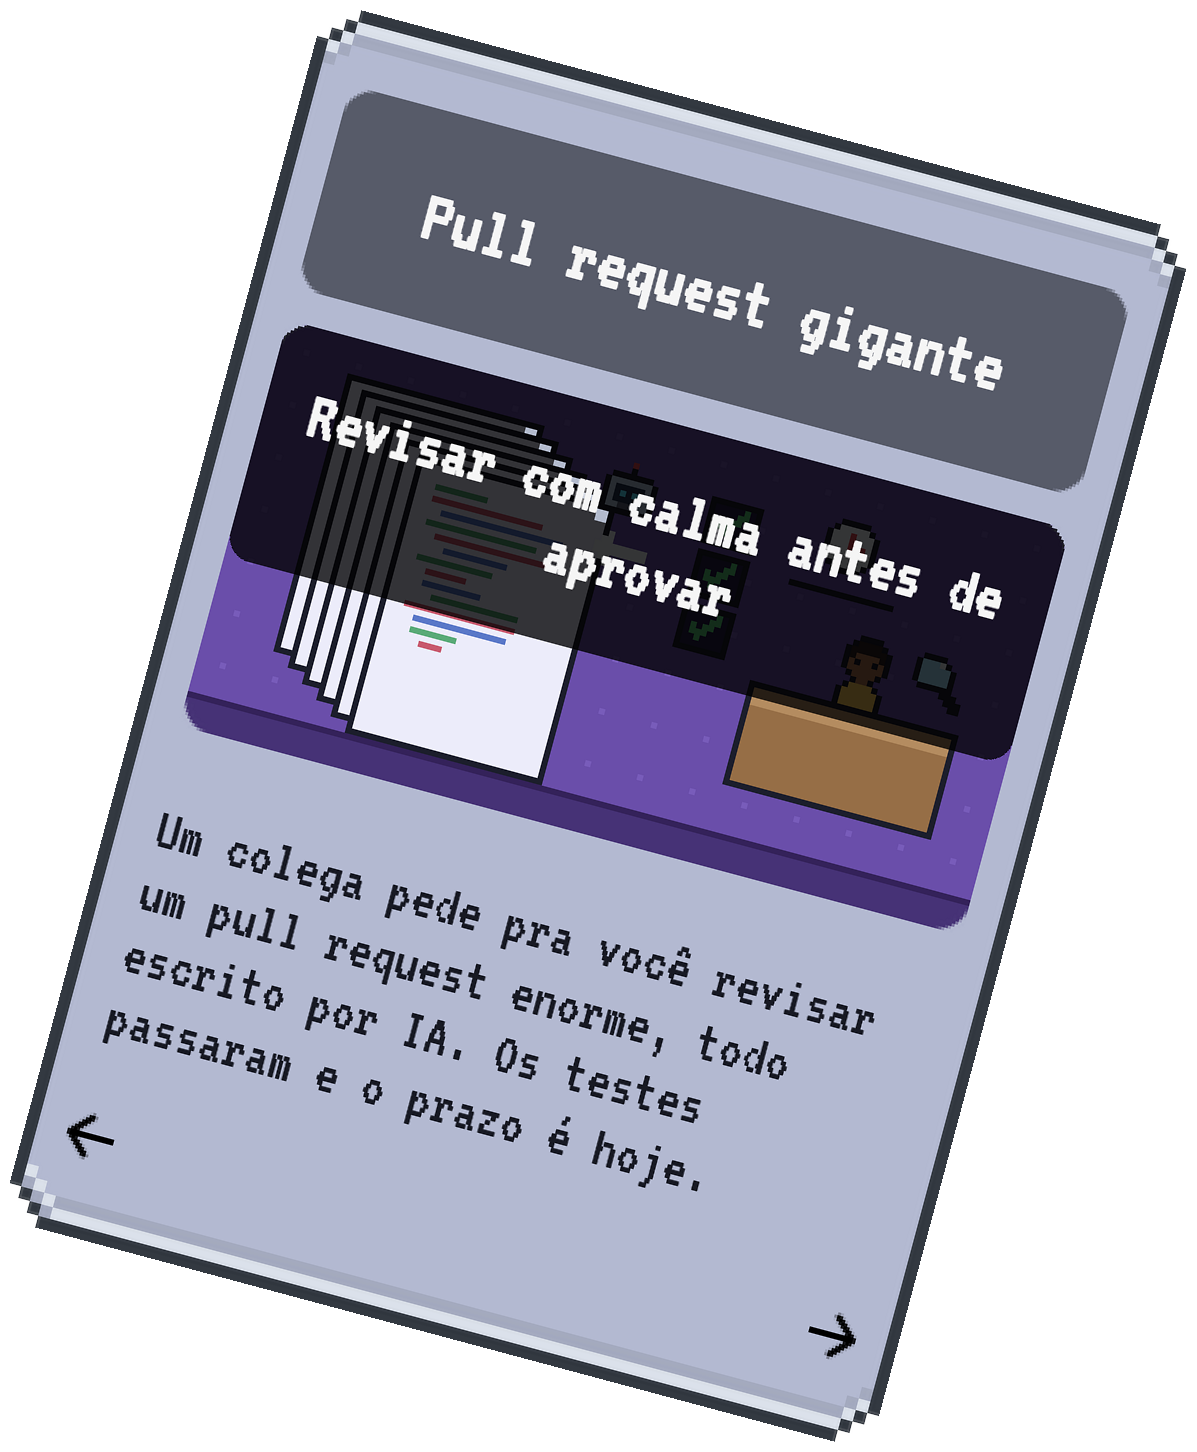 Pull request gigante
Revisar com calma antes de
aprovar
Um colega pede pra você revisar
um pull request enorme, todo
escrito por IA. Os testes
passaram e o prazo é hoje.